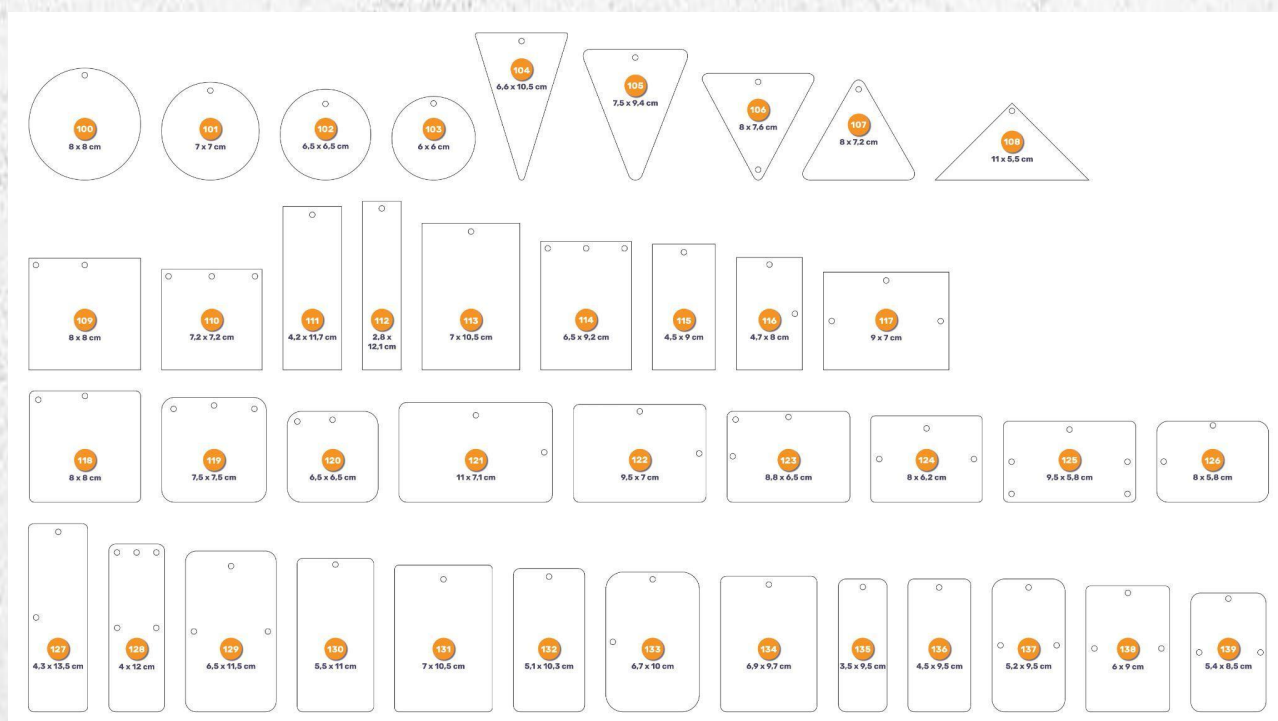 100
8 x 8 cm
101
7 x 7 cm
102
6,5 x 6,5 cm
103
6 x 6 cm
104
6,6 x 10,5 cm
105
7,5 x 9,4 cm
106
8 x 7,6 cm
107
8 x 7,2 cm
108
11 x 5,5 cm
109
8 x 8 cm
110
7,2 x 7,2 cm
111
4,2 x 11,7 cm
112
2,8 x
12,1 cm
113
7 x 10,5 cm
114
6,5 x 9,2 cm
115
4,5 x 9 cm
116
4,7 x 8 cm
117
9 x 7 cm
118
8 x 8 cm
119
7,5 x 7,5 cm
120
6,5 x 6,5 cm
121
11 x 7,1 cm
122
9,5 x 7 cm
123
8,8 x 6,5 cm
124
8 x 6,2 cm
125
9,5 x 5,8 cm
126
8 x 5,8 cm
127
4,3 x 13,5 cm
128
4 x 12 cm
129
6,5 x 11,5 cm
130
5,5 x 11 cm
131
7 x 10,5 cm
132
5,1 x 10,3 cm
133
6,7 x 10 cm
134
6,9 x 9,7 cm
135
3,5 x 9,5 cm
136
4,5 x 9,5 cm
137
5,2 x 9,5 cm
138
6 x 9 cm
139
5,4 x 8,5 cm